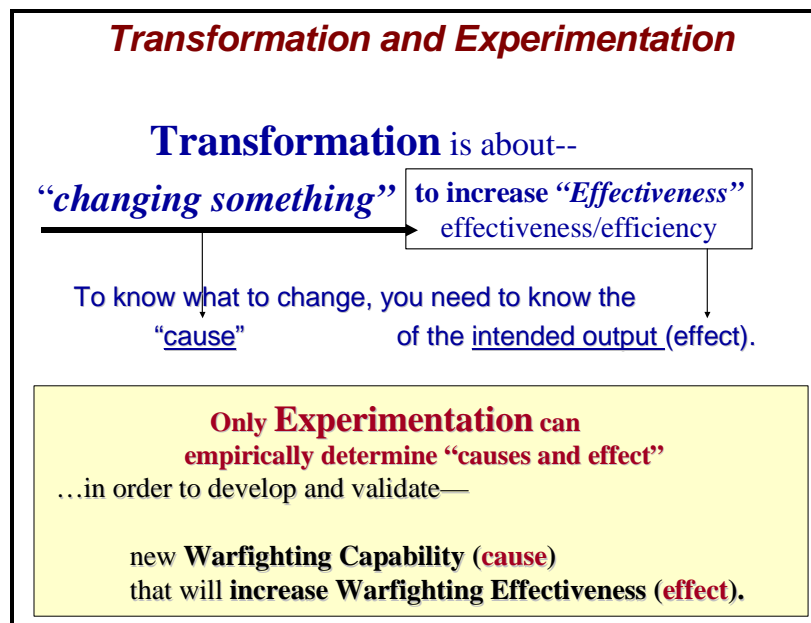 Transformation and Experimentation
Transformation is about--
“changing something” to increase “Effectiveness”
effectiveness/efficiency
To know what to change, you need to know the
“cause” of the intended output (effect).
Only Experimentation can
empirically determine “causes and effect”
…in order to develop and validate—
new Warfighting Capability (cause)
that will increase Warfighting Effectiveness (effect).